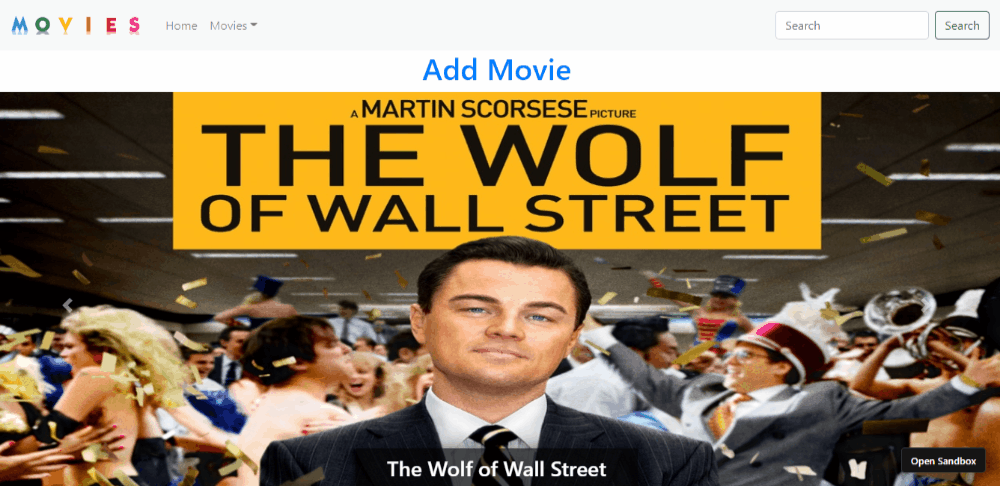 MOVIES Home Movies Search Search
Add Movie
A MARTIN SCORSESE PICTURE
THE WOLF
OF WALL STREET
The Wolf of Wall Street
Open Sandbox